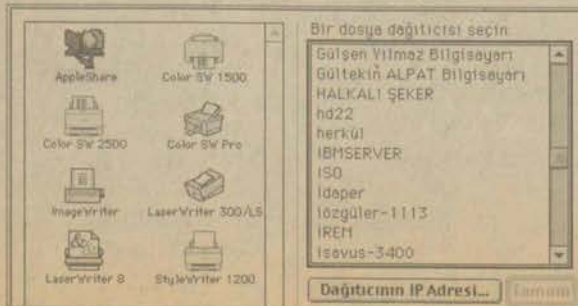 AppleShare
Color SW 1500
Color SW 2500
Color SW Pro
ImageWriter
LaserWriter 300/LS
LaserWriter 8
StyleWriter 1200
Bir dosya dağıtıcısı seçin:
Gülşen Yılmaz Bilgisayarı
Gültekin ALPAT Bilgisayarı
HALKALI ŞEKER
hd22
herkül
IBMSERVER
ISO
Idaper
İözgüler-1113
IREM
Isavus-3400
Dağıtıcının IP Adresi...
Tamam